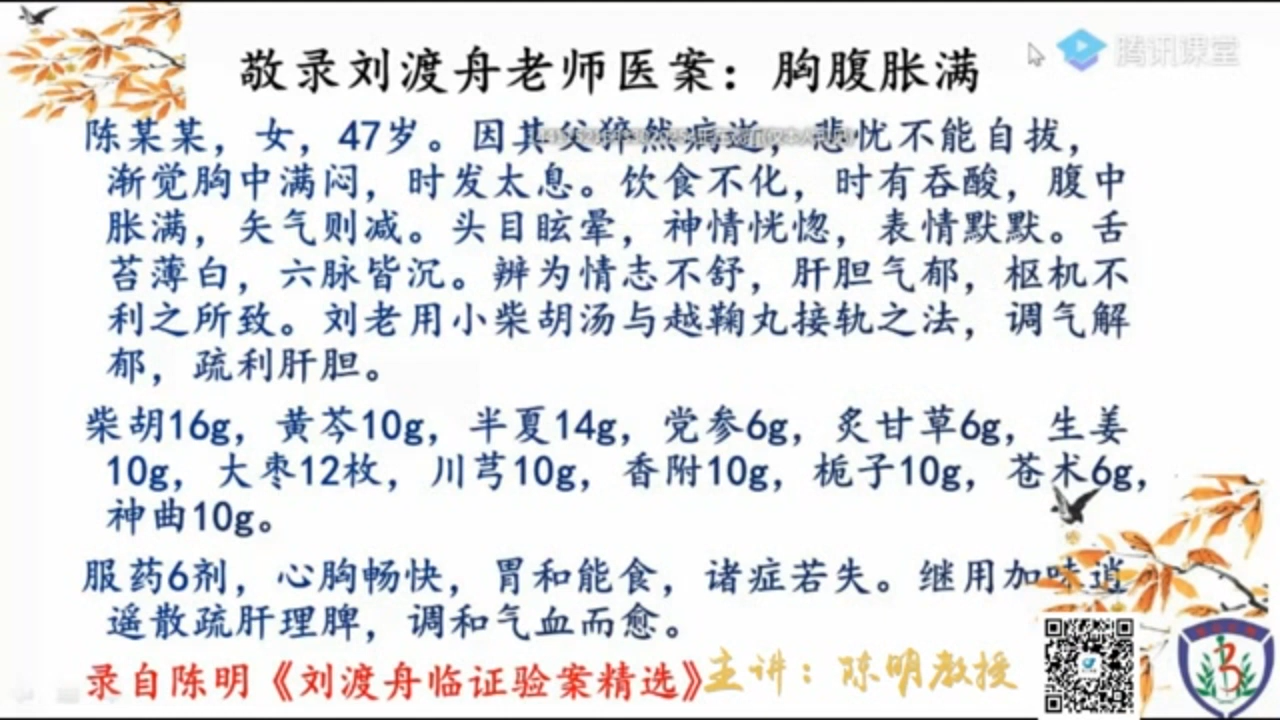 敬录刘渡舟老师医案：胸腹胀满
腾讯课堂
陈某某，女，47岁。因其父猝然病逝，悲忧不能自拔，
渐觉胸中满闷，时发太息。饮食不化，时有吞酸，腹中
胀满，矢气则减。头目眩晕，神情恍惚，表情默默。舌
苔薄白，六脉皆沉。辨为情志不舒，肝胆气郁，枢机不
利之所致。刘老用小柴胡汤与越鞠丸接轨之法，调气解
郁，疏利肝胆。
柴胡16g，黄芩10g，半夏14g，党参6g，炙甘草6g，生姜
10g，大枣12枚，川芎10g，香附10g，栀子10g，苍术6g，
神曲10g。
服药6剂，心胸畅快，胃和能食，诸症若失。继用加味逍
遥散疏肝理脾，调和气血而愈。
录自陈明《刘渡舟临证验案精选》
主讲：陈明教授